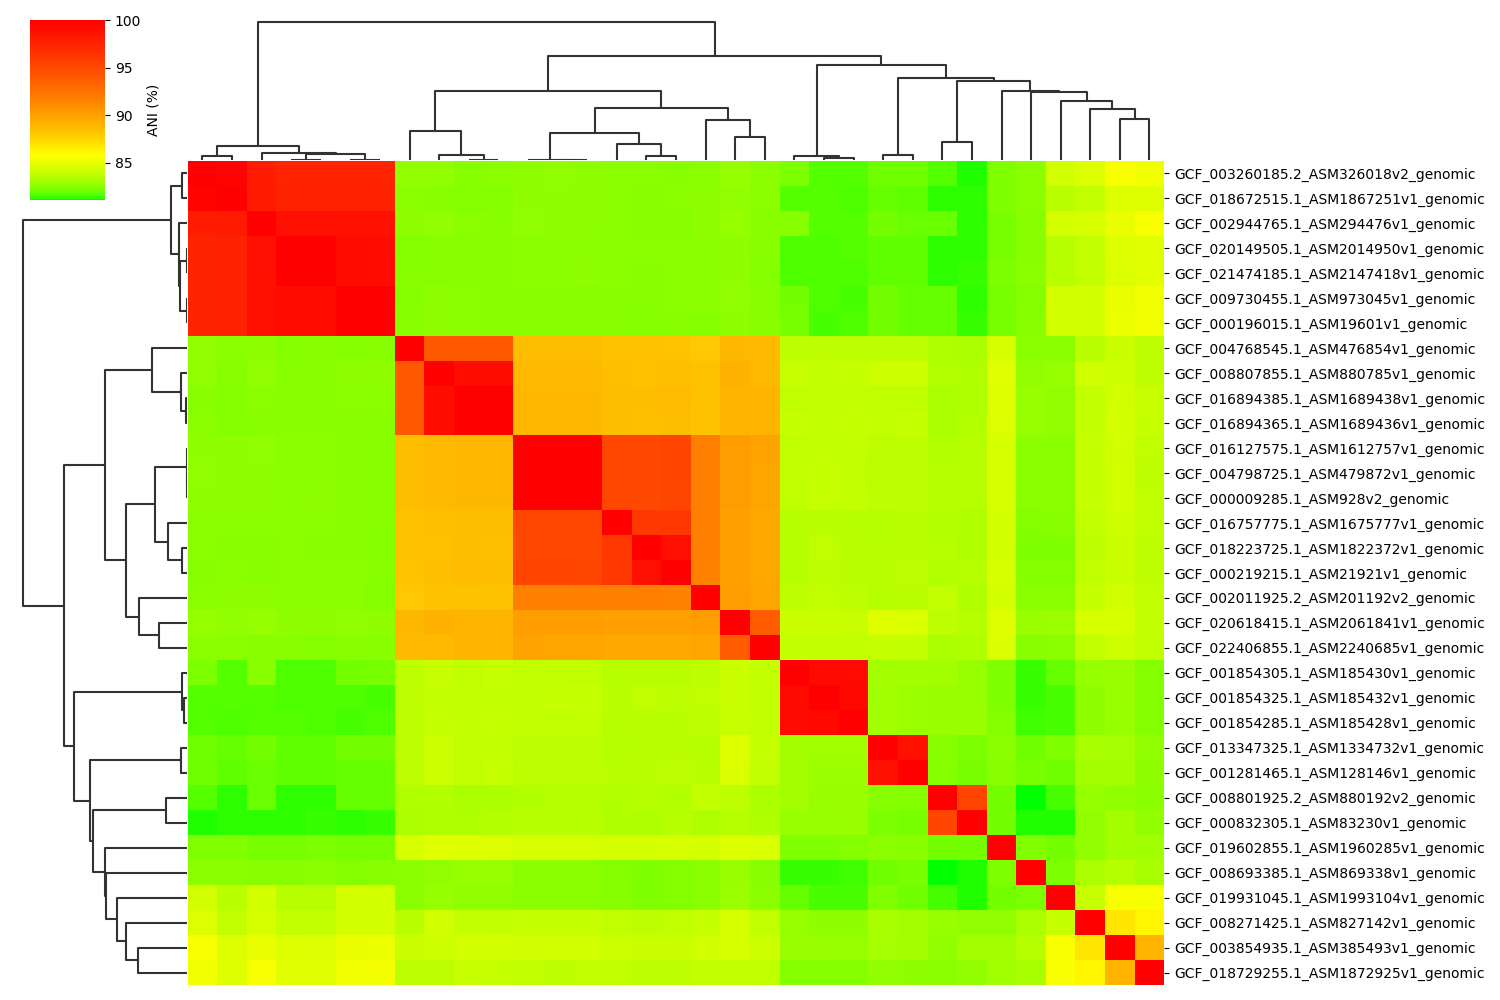 100
95
90
85
ANI (%)
GCF_003260185.2_ASM326018v2_genomic
GCF_018672515.1_ASM1867251v1_genomic
GCF_002944765.1_ASM294476v1_genomic
GCF_020149505.1_ASM2014950v1_genomic
GCF_021474185.1_ASM2147418v1_genomic
GCF_009730455.1_ASM973045v1_genomic
GCF_000196015.1_ASM19601v1_genomic
GCF_004768545.1_ASM476854v1_genomic
GCF_008807855.1_ASM880785v1_genomic
GCF_016894385.1_ASM1689438v1_genomic
GCF_016894365.1_ASM1689436v1_genomic
GCF_016127575.1_ASM1612757v1_genomic
GCF_004798725.1_ASM479872v1_genomic
GCF_000009285.1_ASM928v2_genomic
GCF_016757775.1_ASM1675777v1_genomic
GCF_018223725.1_ASM1822372v1_genomic
GCF_000219215.1_ASM21921v1_genomic
GCF_002011925.2_ASM201192v2_genomic
GCF_020618415.1_ASM2061841v1_genomic
GCF_022406855.1_ASM2240685v1_genomic
GCF_001854305.1_ASM185430v1_genomic
GCF_001854325.1_ASM185432v1_genomic
GCF_001854285.1_ASM185428v1_genomic
GCF_013347325.1_ASM1334732v1_genomic
GCF_001281465.1_ASM128146v1_genomic
GCF_008801925.2_ASM880192v2_genomic
GCF_000832305.1_ASM83230v1_genomic
GCF_019602855.1_ASM1960285v1_genomic
GCF_008693385.1_ASM869338v1_genomic
GCF_019931045.1_ASM1993104v1_genomic
GCF_008271425.1_ASM827142v1_genomic
GCF_003854935.1_ASM385493v1_genomic
GCF_018729255.1_ASM1872925v1_genomic